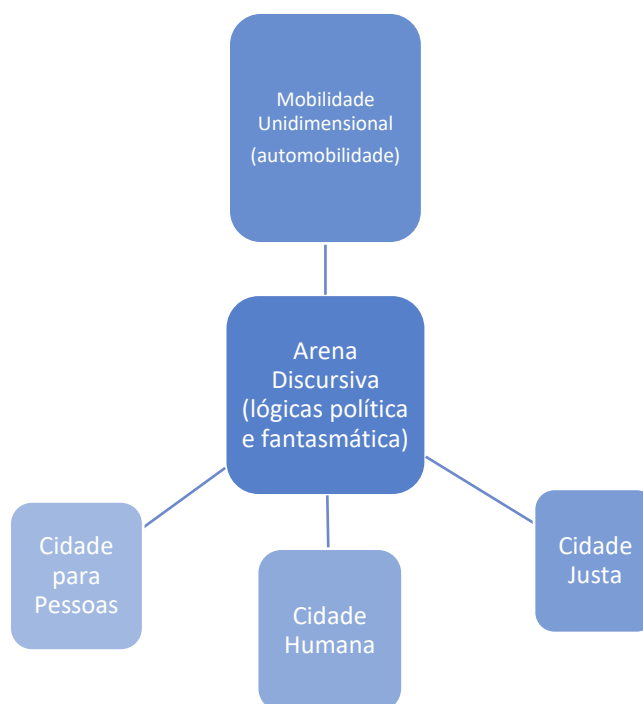 Mobilidade
Unidimensional
(automobilidade)
Arena
Discursiva
(lógicas política
e fantasmática)
Cidade
para
Pessoas
Cidade
Humana
Cidade
Justa